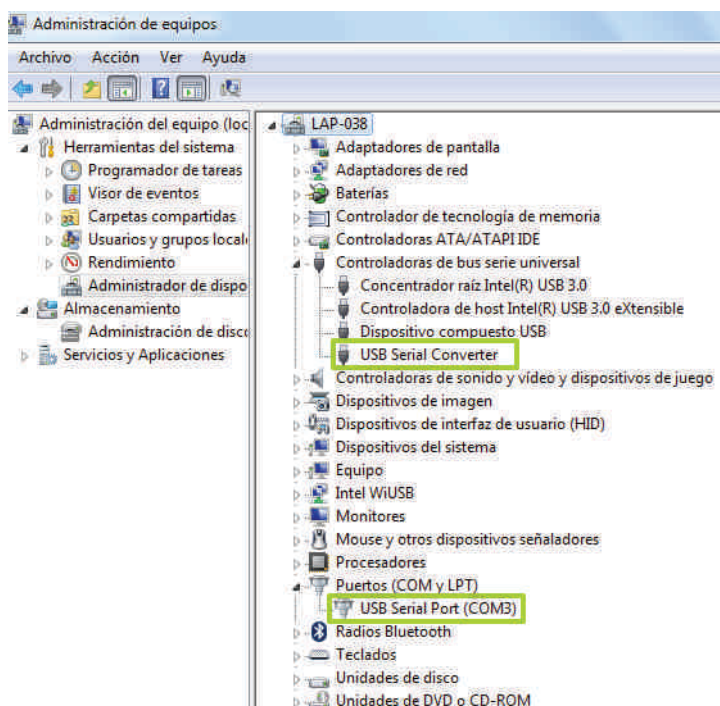 Administración de equipos
Archivo Acción Ver Ayuda
Administración del equipo (loc
Herramientas del sistema
Programador de tareas
Visor de eventos
Carpetas compartidas
Usuarios y grupos local
Rendimiento
Administrador de dispo
Almacenamiento
Administración de disco
Servicios y Aplicaciones
LAP-038
Adaptadores de pantalla
Adaptadores de red
Baterías
Controlador de tecnología de memoria
Controladoras ATA/ATAPI IDE
Controladoras de bus serie universal
Concentrador raíz Intel(R) USB 3.0
Controladora de host Intel(R) USB 3.0 eXtensible
Dispositivo compuesto USB
USB Serial Converter
Controladoras de sonido y vídeo y dispositivos de juego
Dispositivos de imagen
Dispositivos de interfaz de usuario (HID)
Dispositivos del sistema
Equipo
Intel WiUSB
Monitores
Mouse y otros dispositivos señaladores
Procesadores
Puertos (COM y LPT)
USB Serial Port (COM3)
Radios Bluetooth
Teclados
Unidades de disco
Unidades de DVD o CD-ROM